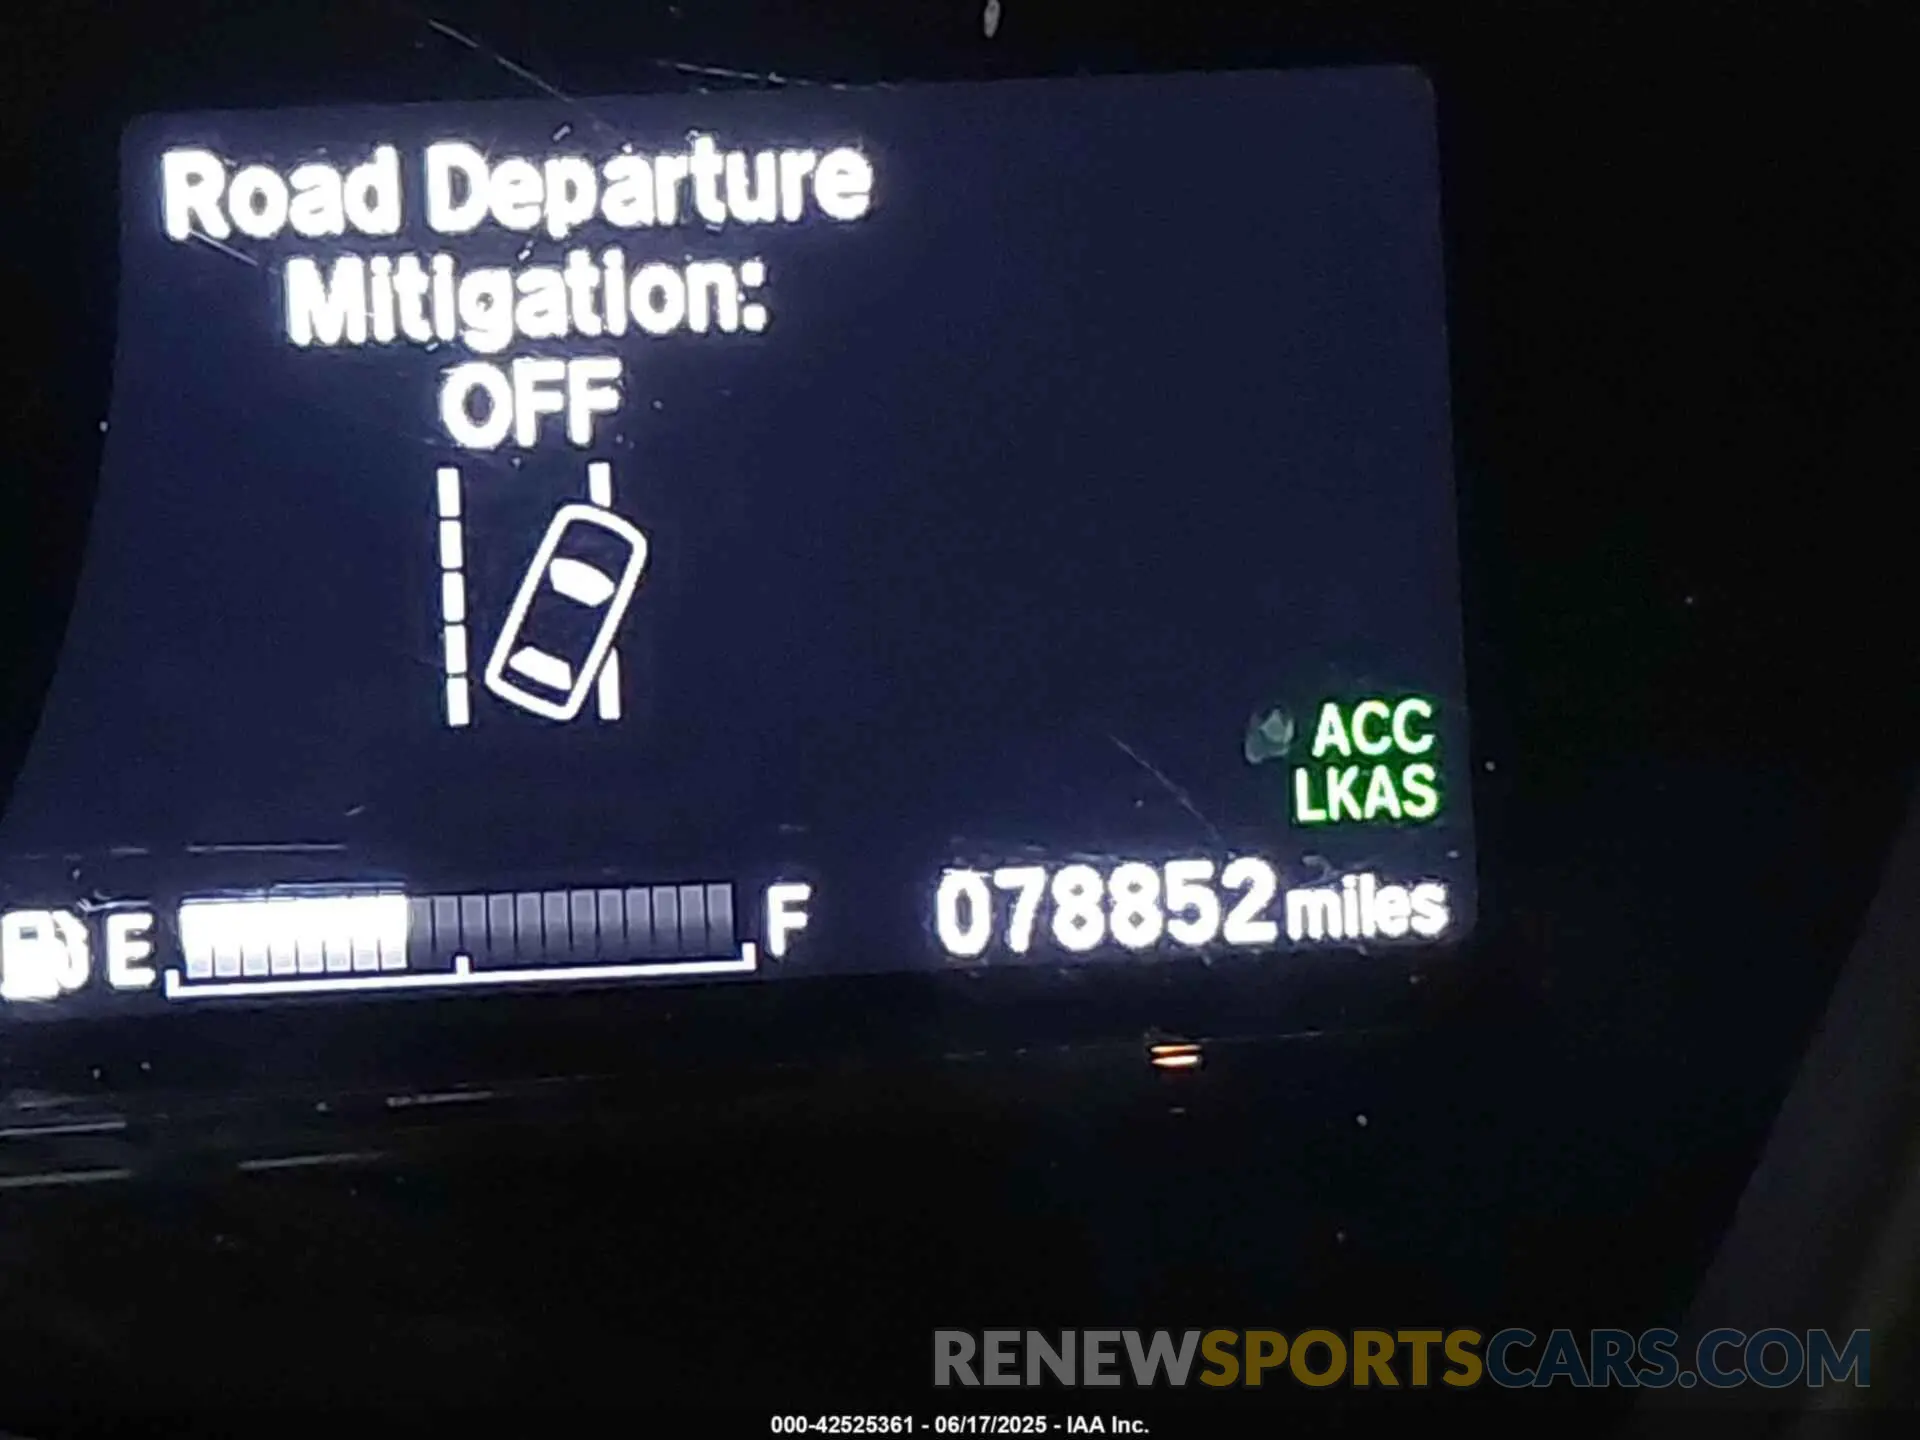 Road Departure
Mitigation:
OFF
ACC
LKAS
E F 078852 miles
RENEWSPORTSCARS.COM
000-42525361 - 06/17/2025 - IAA Inc.